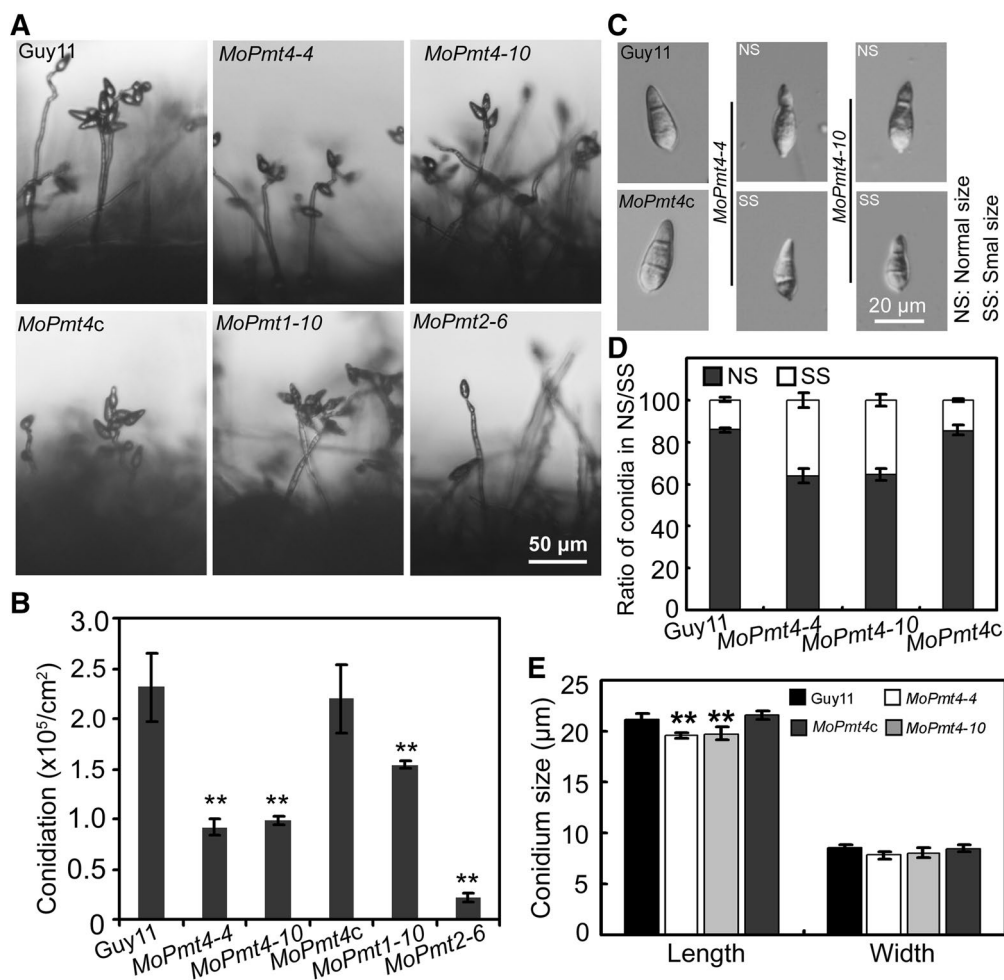 A
Guy11
MoPmt4-4
MoPmt4-10
MoPmt4c
MoPmt1-10
MoPmt2-6
50 µm
B
3.0
2.5
2.0
1.5
1.0
0.5
0
Conidiation (x10⁵/cm²)
**
**
**
**
Guy11
MoPmt4-4
MoPmt4-10
MoPmt4c
MoPmt1-10
MoPmt2-6
C
Guy11
NS
NS
MoPmt4-4
MoPmt4-10
MoPmt4c
SS
SS
20 µm
NS: Normal size
SS: Smal size
D
NS SS
Ratio of conidia in NS/SS
100
80
60
40
20
0
Guy11
MoPmt4-4
MoPmt4-10
MoPmt4c
E
Conidium size (µm)
25
20
15
10
5
0
Guy11 MoPmt4-4
MoPmt4c MoPmt4-10
** **
Length Width